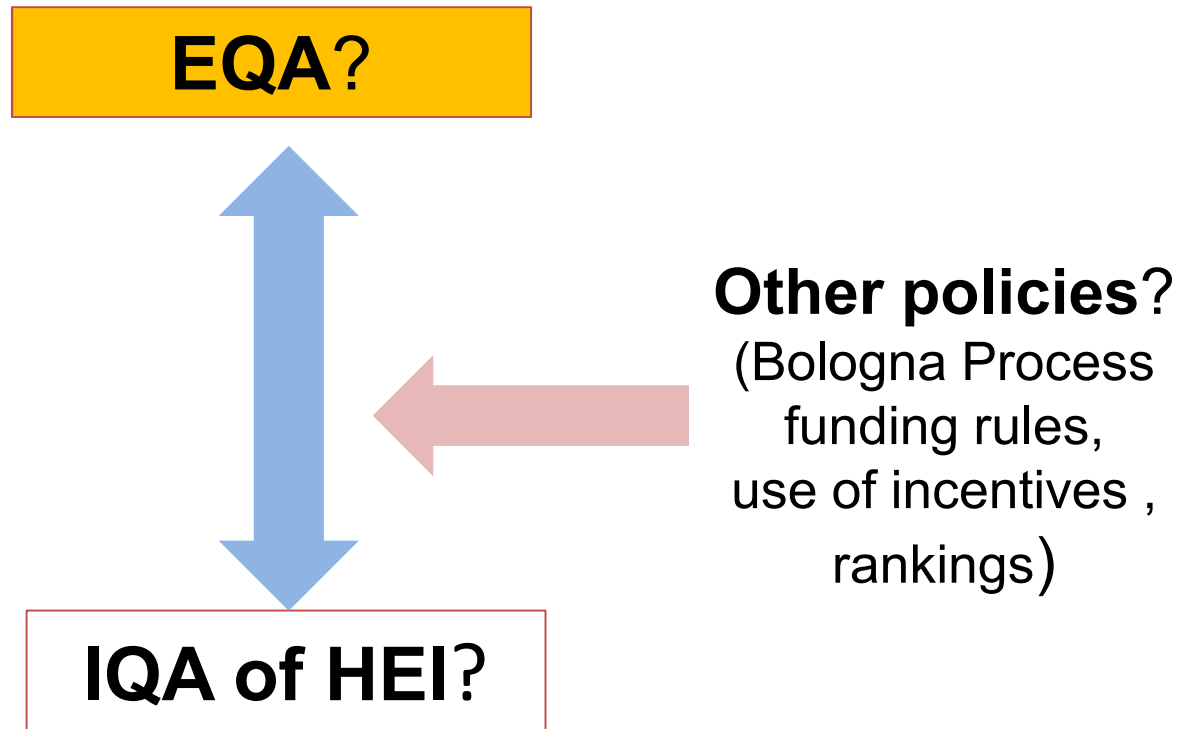 EQA?
Other policies?
(Bologna Process
funding rules,
use of incentives ,
rankings)
IQA of HEI?